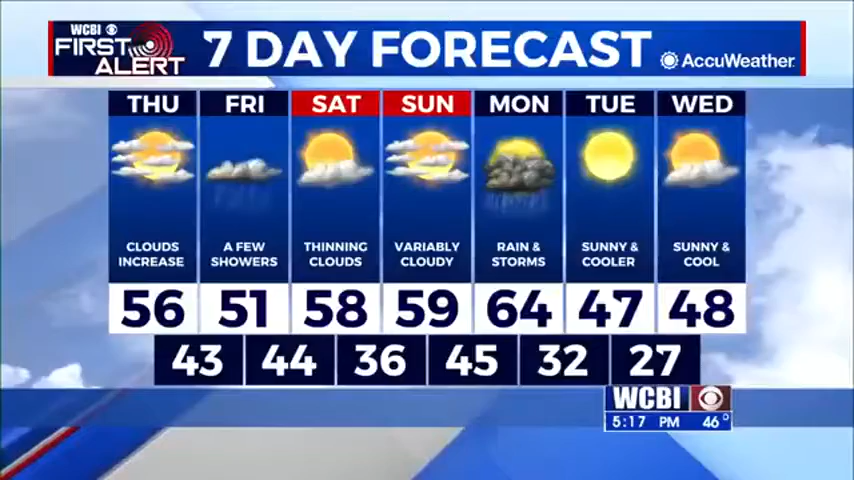 WCBI
FIRST
ALERT
7 DAY FORECAST
AccuWeather
THU FRI SAT SUN MON TUE WED
CLOUDS INCREASE
A FEW SHOWERS
THINNING CLOUDS
VARIABLY CLOUDY
RAIN & STORMS
SUNNY & COOLER
SUNNY & COOL
56 51 58 59 64 47 48
43 44 36 45 32 27
WCBI
5:17 PM 46°